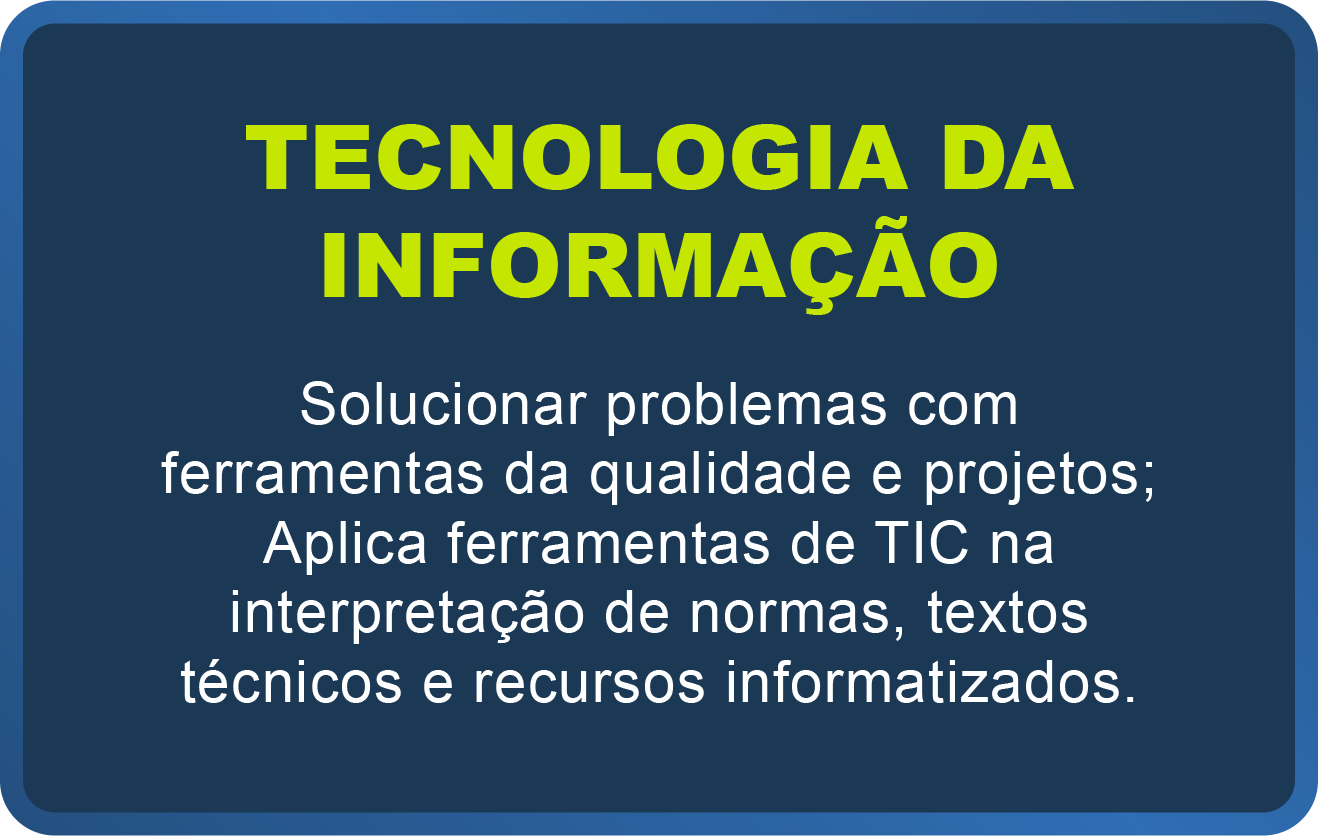 TECNOLOGIA DA
INFORMAÇÃO
Solucionar problemas com
ferramentas da qualidade e projetos;
Aplica ferramentas de TIC na
interpretação de normas, textos
técnicos e recursos informatizados.